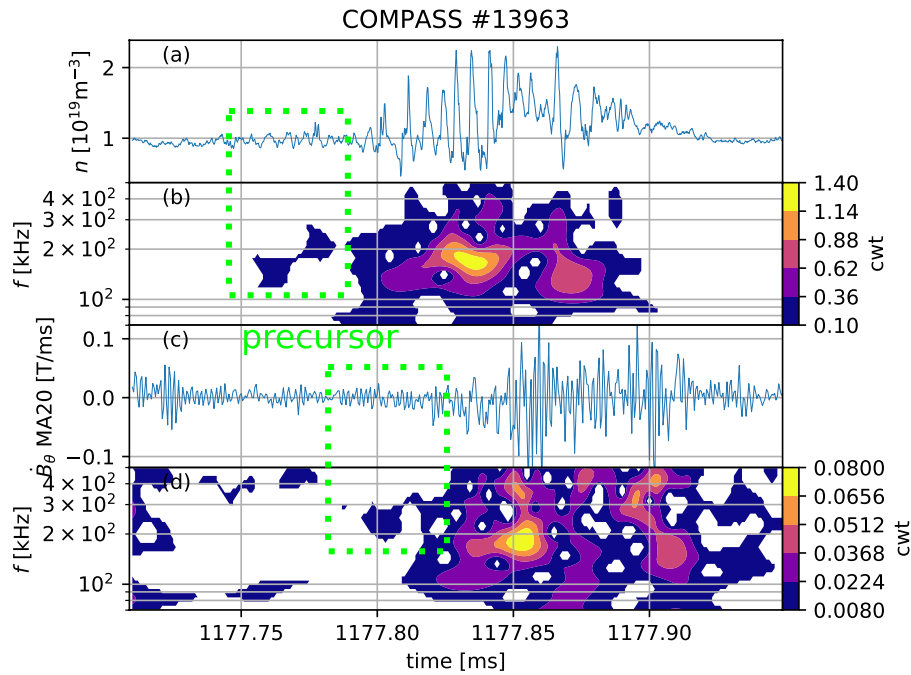 COMPASS #13963
(a)
2
1
n [10¹⁹m⁻³]
(b)
4 × 10²
3 × 10²
2 × 10²
10²
f [kHz]
1.40
1.14
0.88
0.62
0.36
0.10
cwt
precursor
(c)
0.1
0.0
−0.1
Ḃθ MA20 [T/ms]
(d)
4 × 10²
3 × 10²
2 × 10²
10²
f [kHz]
0.0800
0.0656
0.0512
0.0368
0.0224
0.0080
cwt
1177.75 1177.80 1177.85 1177.90
time [ms]